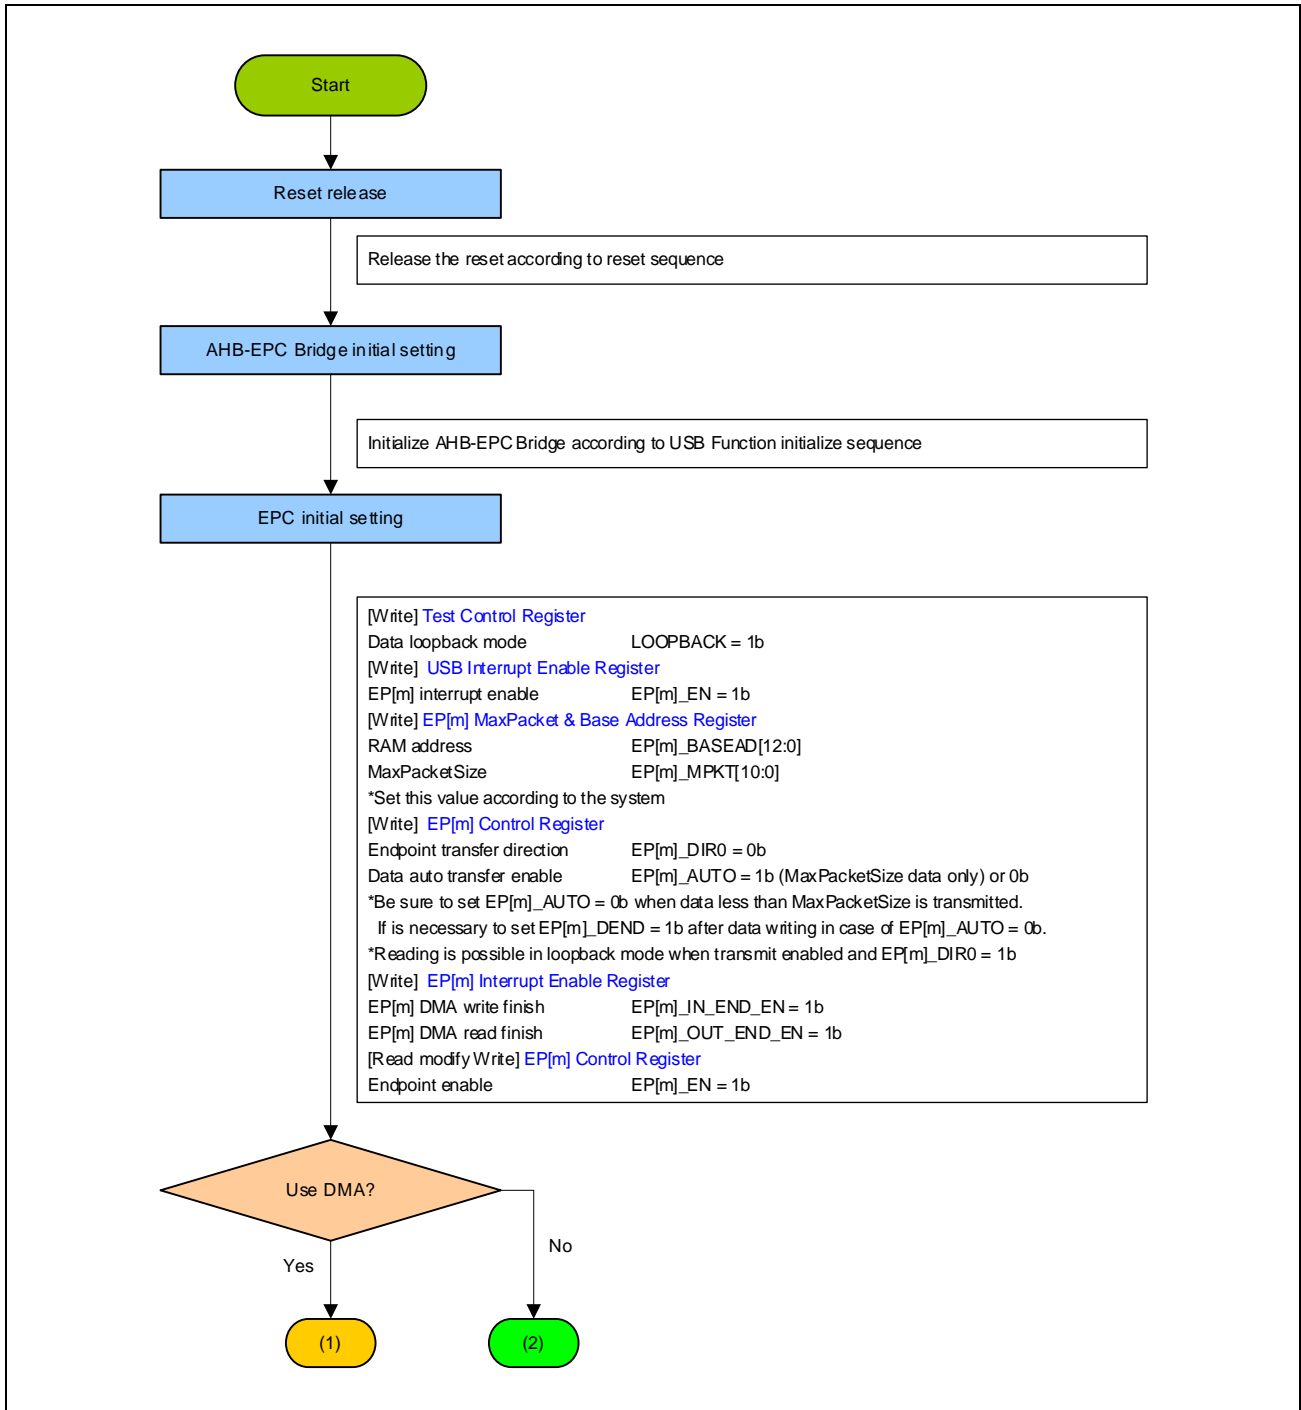 Start
Reset release
Release the reset according to reset sequence
AHB-EPC Bridge initial setting
Initialize AHB-EPC Bridge according to USB Function initialize sequence
EPC initial setting
[Write] Test Control Register
Data loopback mode LOOPBACK = 1b
[Write] USB Interrupt Enable Register
EP[m] interrupt enable EP[m]_EN = 1b
[Write] EP[m] MaxPacket & Base Address Register
RAM address EP[m]_BASEAD[12:0]
MaxPacketSize EP[m]_MPKT[10:0]
*Set this value according to the system
[Write] EP[m] Control Register
Endpoint transfer direction EP[m]_DIR0 = 0b
Data auto transfer enable EP[m]_AUTO = 1b (MaxPacketSize data only) or 0b
*Be sure to set EP[m]_AUTO = 0b when data less than MaxPacketSize is transmitted.
If is necessary to set EP[m]_DEND = 1b after data writing in case of EP[m]_AUTO = 0b.
*Reading is possible in loopback mode when transmit enabled and EP[m]_DIR0 = 1b
[Write] EP[m] Interrupt Enable Register
EP[m] DMA write finish EP[m]_IN_END_EN = 1b
EP[m] DMA read finish EP[m]_OUT_END_EN = 1b
[Read modify Write] EP[m] Control Register
Endpoint enable EP[m]_EN = 1b
Use DMA?
No
Yes
(1)
(2)